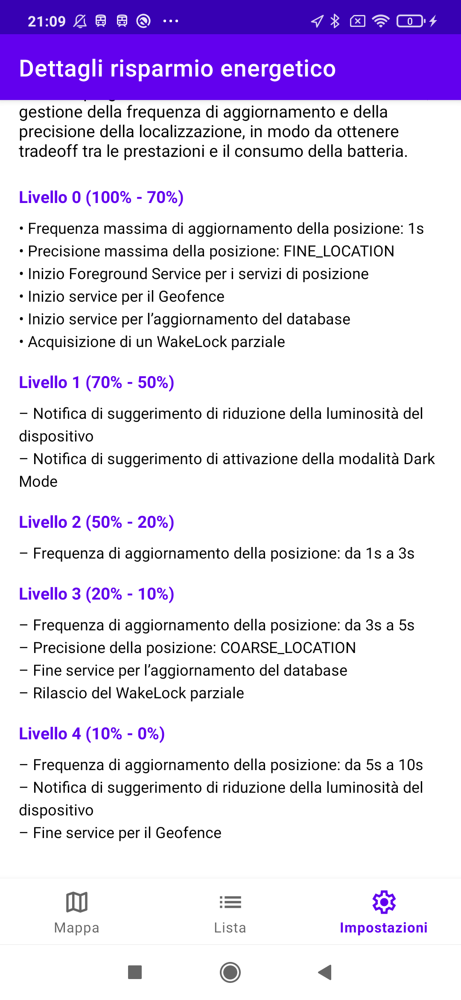 21:09
0
Dettagli risparmio energetico
gestione della frequenza di aggiornamento e della
precisione della localizzazione, in modo da ottenere
tradeoff tra le prestazioni e il consumo della batteria.
Livello 0 (100% - 70%)
• Frequenza massima di aggiornamento della posizione: 1s
• Precisione massima della posizione: FINE_LOCATION
• Inizio Foreground Service per i servizi di posizione
• Inizio service per il Geofence
• Inizio service per l’aggiornamento del database
• Acquisizione di un WakeLock parziale
Livello 1 (70% - 50%)
– Notifica di suggerimento di riduzione della luminosità del
dispositivo
– Notifica di suggerimento di attivazione della modalità Dark
Mode
Livello 2 (50% - 20%)
– Frequenza di aggiornamento della posizione: da 1s a 3s
Livello 3 (20% - 10%)
– Frequenza di aggiornamento della posizione: da 3s a 5s
– Precisione della posizione: COARSE_LOCATION
– Fine service per l’aggiornamento del database
– Rilascio del WakeLock parziale
Livello 4 (10% - 0%)
– Frequenza di aggiornamento della posizione: da 5s a 10s
– Notifica di suggerimento di riduzione della luminosità del
dispositivo
– Fine service per il Geofence
Mappa
Lista
Impostazioni